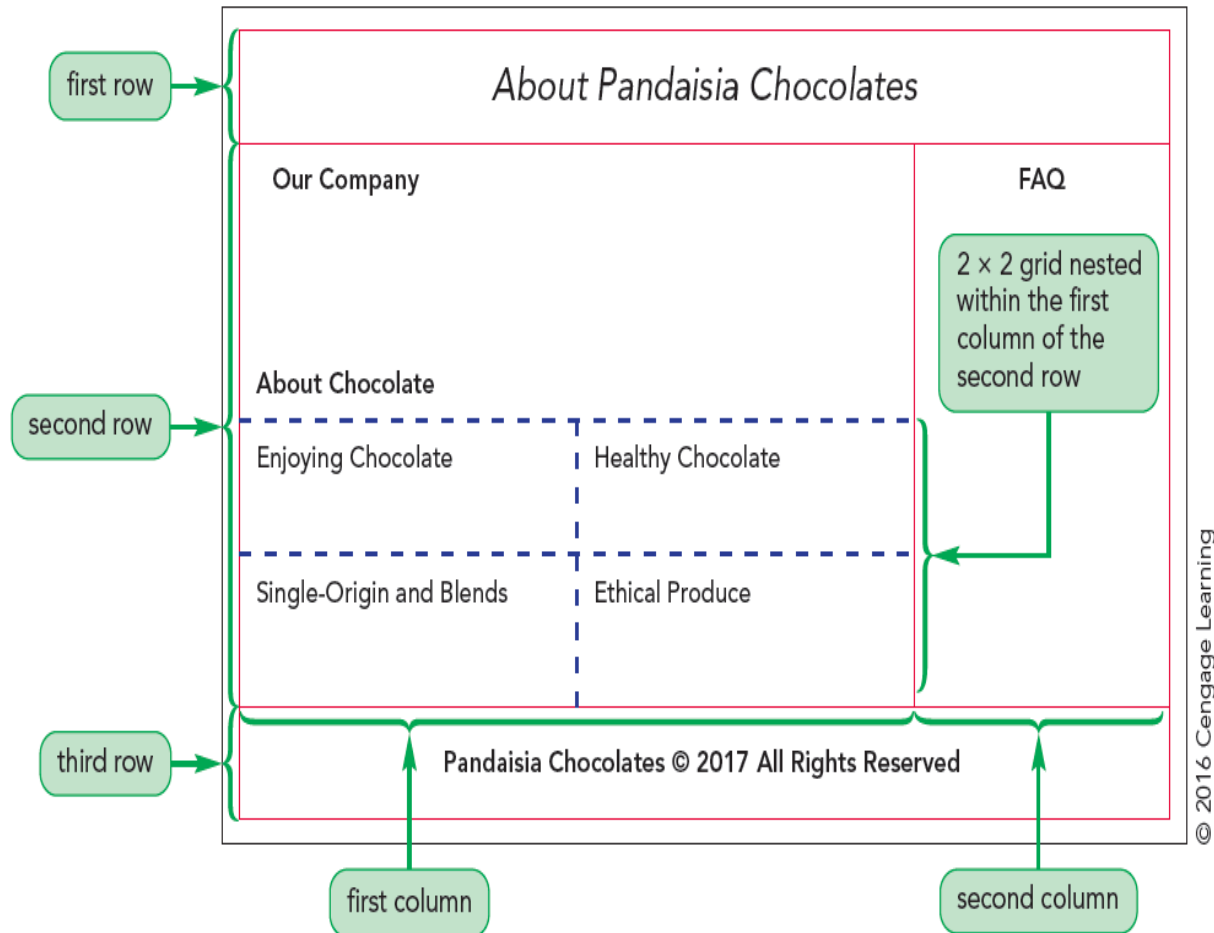 first row
About Pandaisia Chocolates
Our Company
FAQ
2 × 2 grid nested
within the first
column of the
second row
About Chocolate
second row
Enjoying Chocolate
Healthy Chocolate
Single-Origin and Blends
Ethical Produce
third row
Pandaisia Chocolates © 2017 All Rights Reserved
first column
second column
© 2016 Cengage Learning